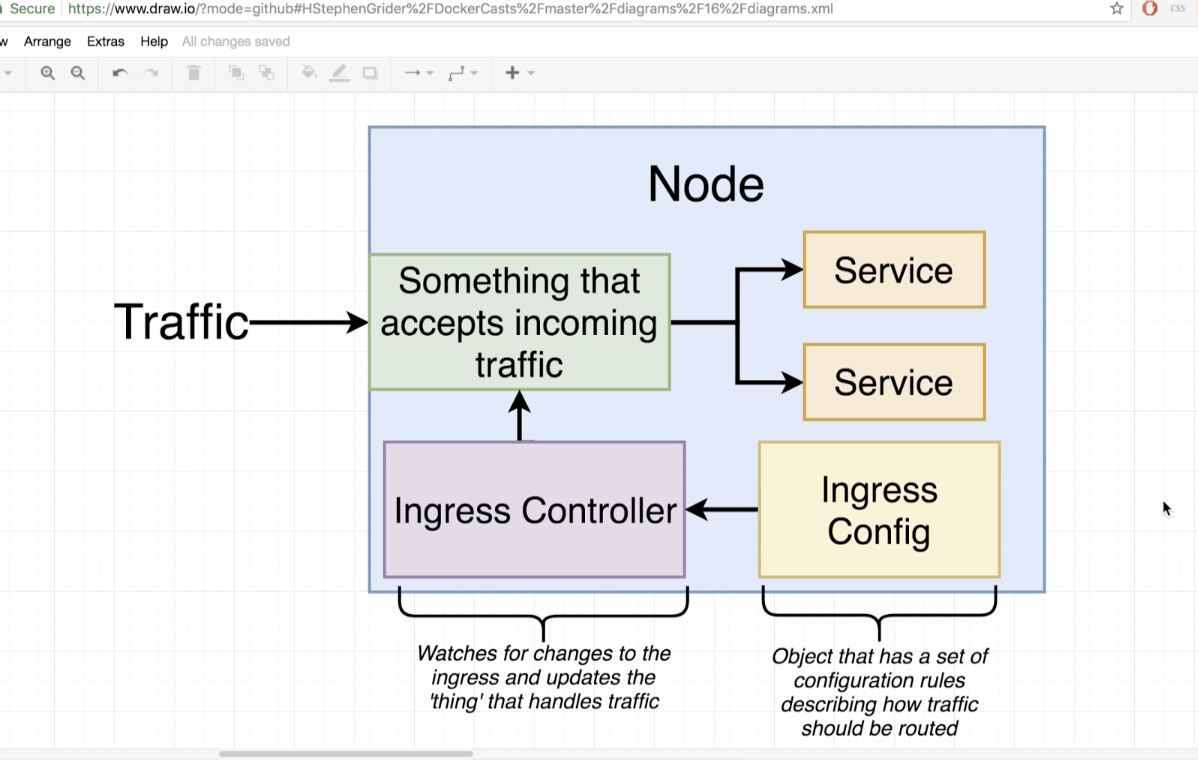 Secure https://www.draw.io/?mode=github#HStephenGrider%2FDockerCasts%2Fmaster%2Fdiagrams%2F16%2Fdiagrams.xml
CSS
w Arrange Extras Help All changes saved
Node
Something that
accepts incoming
traffic
Traffic
Service
Service
Ingress Controller
Ingress
Config
Watches for changes to the
ingress and updates the
'thing' that handles traffic
Object that has a set of
configuration rules
describing how traffic
should be routed